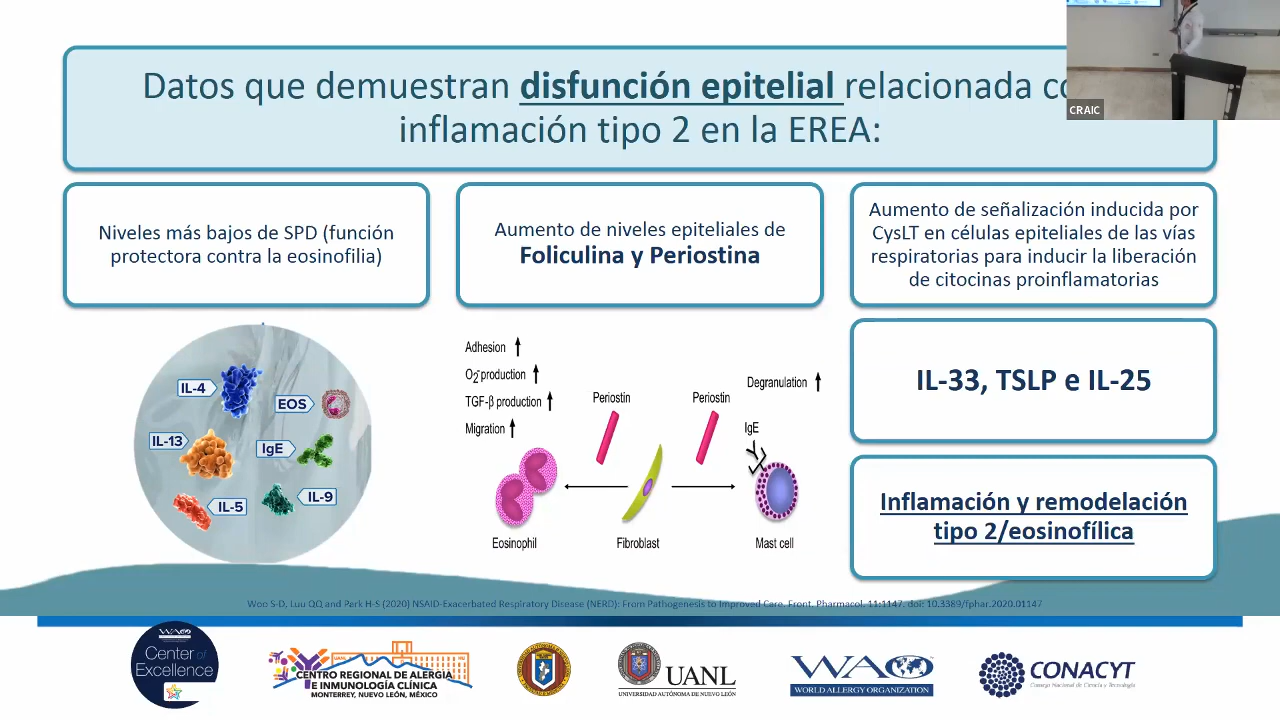 Datos que demuestran disfunción epitelial relacionada
inflamación tipo 2 en la EREA:
CRAIC
Niveles más bajos de SPD (función
protectora contra la eosinofilia)
Aumento de niveles epiteliales de
Foliculina y Periostina
Aumento de señalización inducida por
CysLT en células epiteliales de las vías
respiratorias para inducir la liberación
de citocinas proinflamatorias
IL-4
EOS
IL-13
IgE
IL-5
IL-9
Adhesion
O2- production
TGF-β production
Migration
Periostin
Periostin
Degranulation
IgE
Eosinophil
Fibroblast
Mast cell
IL-33, TSLP e IL-25
Inflamación y remodelación
tipo 2/eosinofílica
Woo S-D, Luu QQ and Park H-S (2020) NSAID-Exacerbated Respiratory Disease (NERD): From Pathogenesis to Improved Care. Front. Pharmacol. 11:1147. doi: 10.3389/fphar.2020.01147
WAO
Center of
Excellence
CENTRO REGIONAL DE ALERGIA
E INMUNOLOGÍA CLÍNICA
MONTERREY, NUEVO LEÓN, MÉXICO
UANL
UNIVERSIDAD AUTÓNOMA DE NUEVO LEÓN
WAO
WORLD ALLERGY ORGANIZATION
CONACYT
Consejo Nacional de Ciencia y Tecnología